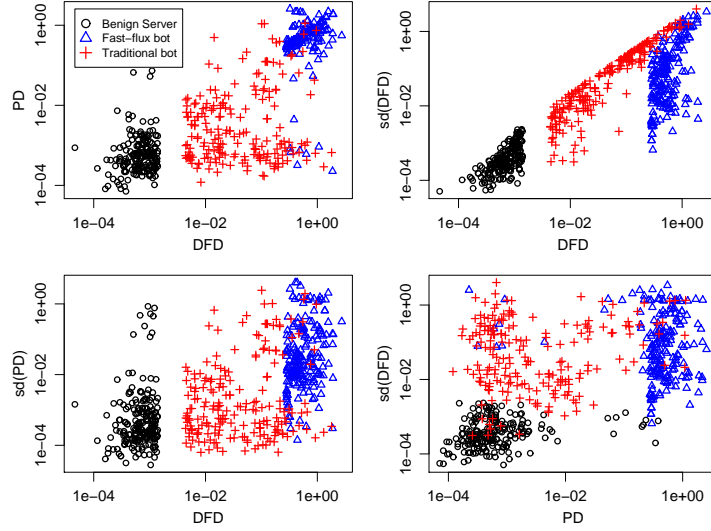 Benign Server
Fast−flux bot
Traditional bot
PD
1e+00
1e−02
1e−04
1e−04
1e−02
1e+00
DFD
sd(DFD)
1e+00
1e−02
1e−04
1e−04
1e−02
1e+00
DFD
sd(PD)
1e+00
1e−02
1e−04
1e−04
1e−02
1e+00
DFD
sd(DFD)
1e+00
1e−02
1e−04
1e−04
1e−02
1e+00
PD